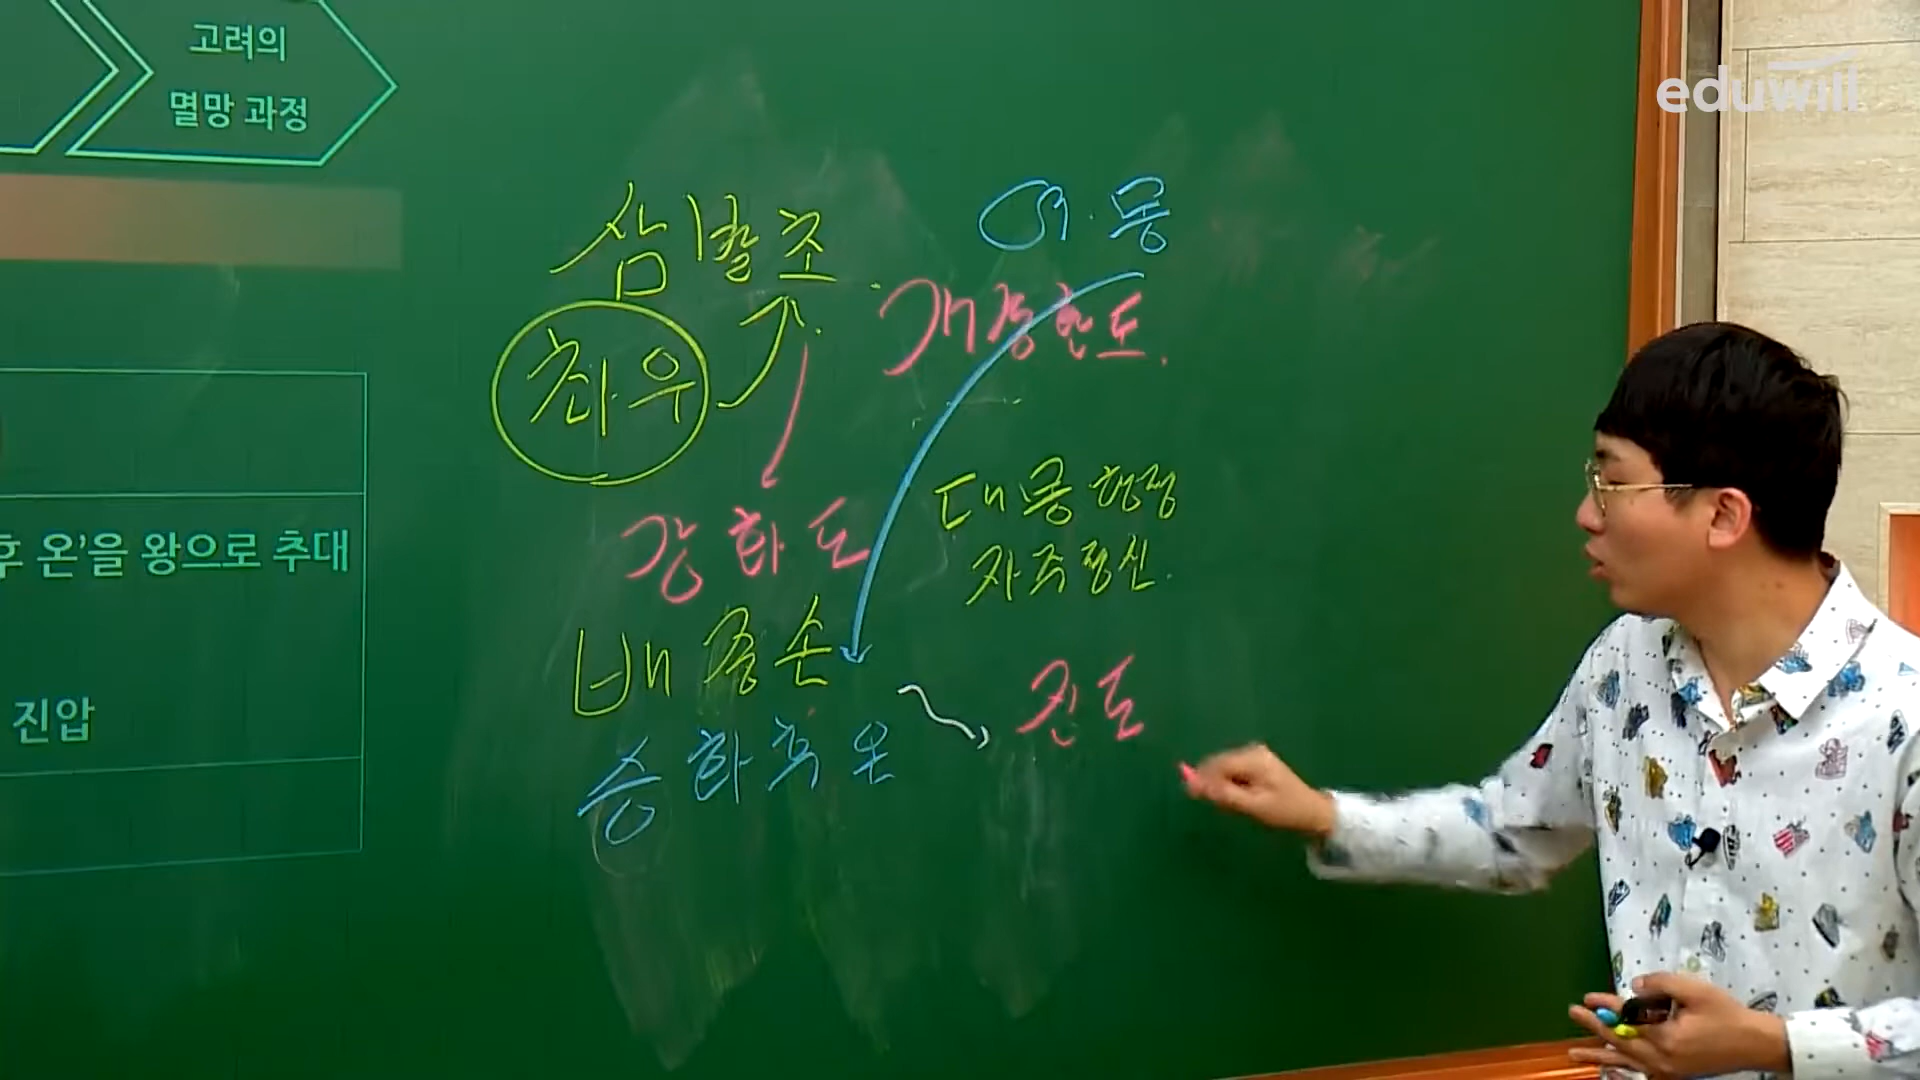 고려의
멸망 과정
eduwill
삼별초
여·몽
최우
개경환도.
강화도
대몽항쟁
자주정신.
후 온'을 왕으로 추대
배중손
진도
진압
승화후 온